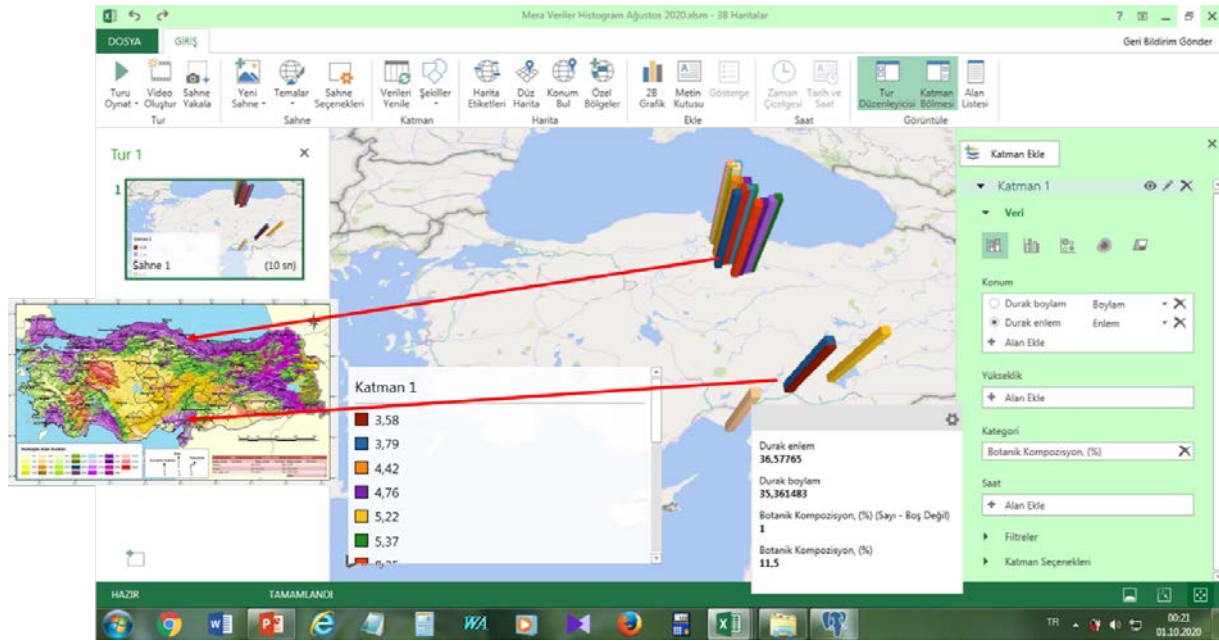 Mera Veriler Histogram Ağustos 2020.xlsm - 3B Haritalar
DOSYA
GİRİŞ
Geri Bildirim Gönder
Turu Oynat
Video Oluştur
Sahne Yakala
Yeni Sahne
Temalar
Sahne Seçenekleri
Verileri Yenile
Şekiller
Harita Etiketleri
Düz Harita
Konum Bul
Özel Bölgeler
2B Grafik
Metin Kutusu
Gösterge
Zaman Çizelgesi
Tarih ve Saat
Tur Düzenleyicisi
Katman Bölmesi
Alan Listesi
Tur
Sahne
Katman
Harita
Ekle
Saat
Görüntüle
Tur 1
1
Katman 1
Sahne 1
(10 sn)
Katman 1
3,58
3,79
4,42
4,76
5,22
5,37
Durak enlem
36,57765
Durak boylam
35,361483
Botanik Kompozisyon, (%) (Sayı - Boş Değil)
1
Botanik Kompozisyon, (%)
11,5
Katman Ekle
Katman 1
Veri
Konum
Durak boylam Boylam
Durak enlem Enlem
Alan Ekle
Yükseklik
Alan Ekle
Kategori
Botanik Kompozisyon, (%)
Saat
Alan Ekle
Filtreler
Katman Seçenekleri
HAZIR
TAMAMLANDI
TR
00:21
01.10.2020